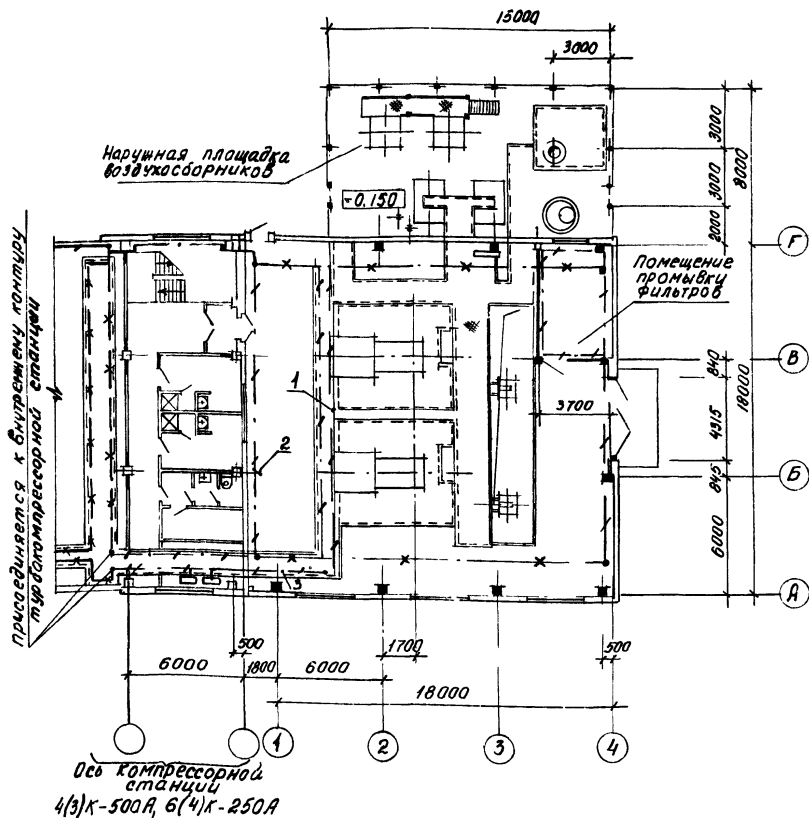 15000
3000
Наружная площадка
воздухосборников
-0.150
3000
3000
2000
8000
Г
Помещение
промывки
фильтров
присоединяется к внутреннему контуру
турбокомпрессорной станции
1
2
3
3700
840
4315
845
6000
18000
В
Б
А
500
6000
1800
6000
1700
500
18000
1
2
3
4
Ось компрессорной
станции
4(3)К-500А, 6(4)К-250А